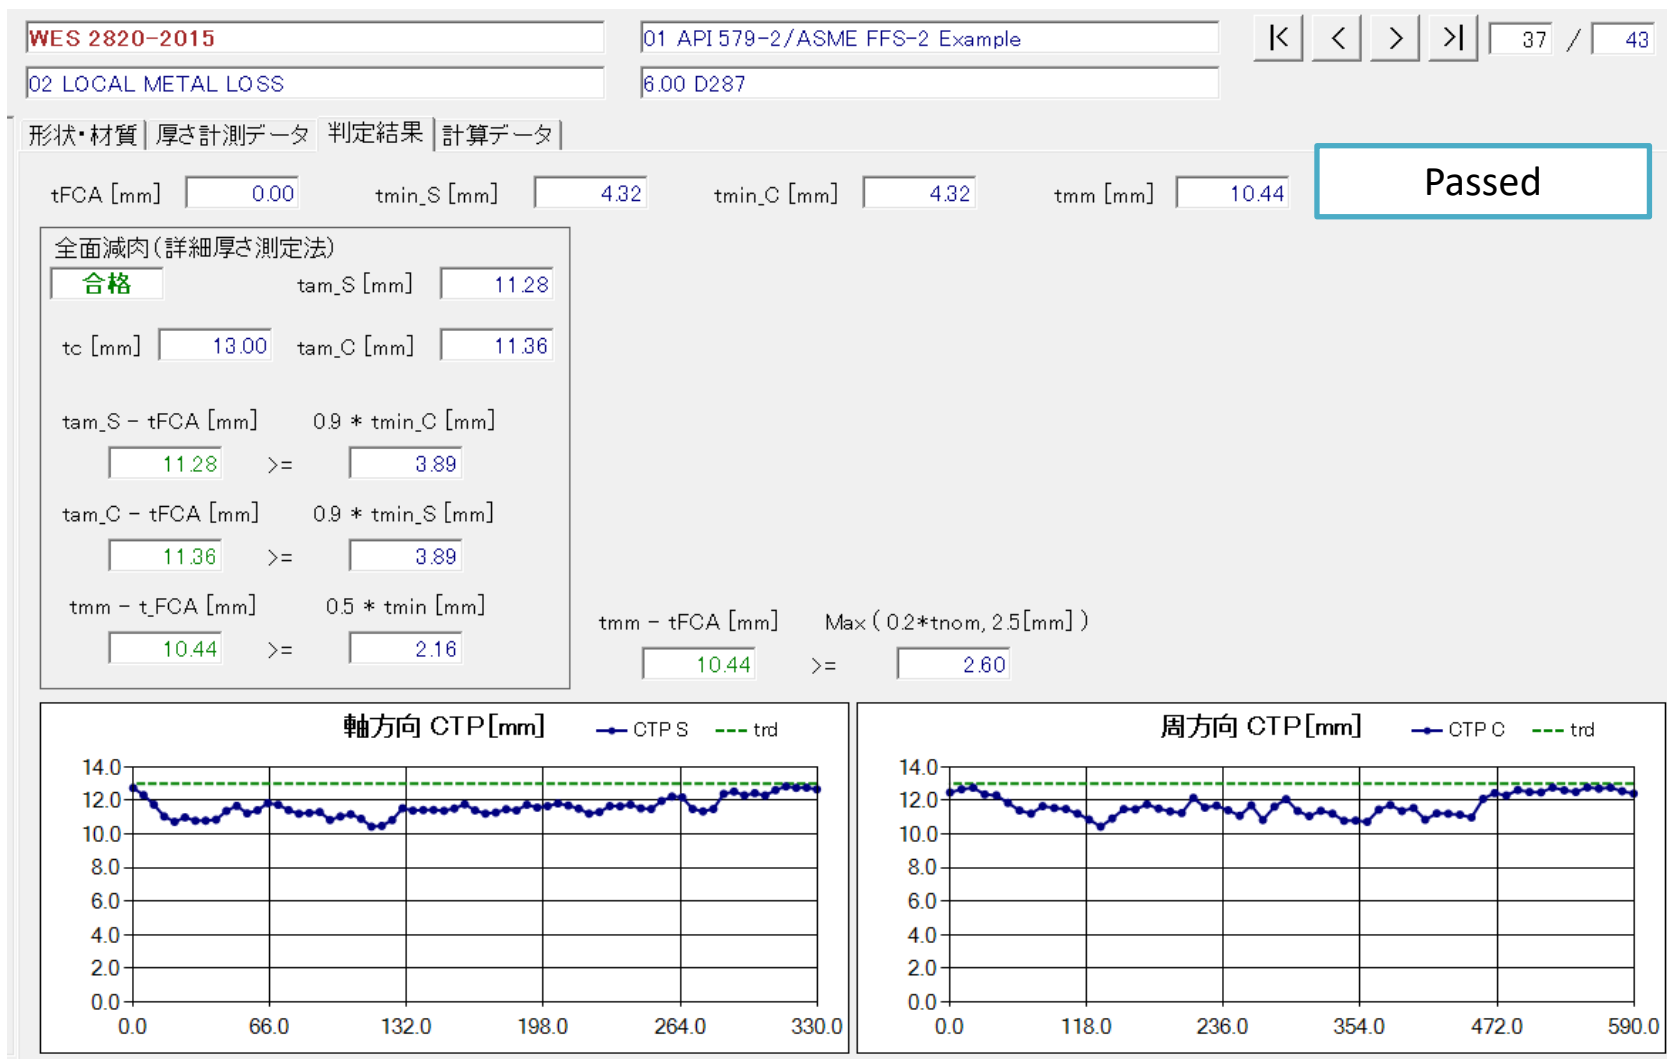 WES 2820-2015 01 API 579-2/ASME FFS-2 Example |< < > >| 37 / 43
02 LOCAL METAL LOSS 6.00 D287
形状・材質 厚さ計測データ 判定結果 計算データ
tFCA [mm] 0.00 tmin_S [mm] 4.32 tmin_C [mm] 4.32 tmm [mm] 10.44 Passed
全面減肉(詳細厚さ測定法)
合格 tam_S [mm] 11.28
tc [mm] 13.00 tam_C [mm] 11.36
tam_S - tFCA [mm] 0.9 * tmin_C [mm]
11.28 >= 3.89
tam_C - tFCA [mm] 0.9 * tmin_S [mm]
11.36 >= 3.89
tmm - t_FCA [mm] 0.5 * tmin [mm]
10.44 >= 2.16
tmm - tFCA [mm] Max ( 0.2*tnom, 2.5[mm] )
10.44 >= 2.60
軸方向 CTP[mm] CTP S trd
14.0
12.0
10.0
8.0
6.0
4.0
2.0
0.0
0.0 66.0 132.0 198.0 264.0 330.0
周方向 CTP[mm] CTP C trd
14.0
12.0
10.0
8.0
6.0
4.0
2.0
0.0
0.0 118.0 236.0 354.0 472.0 590.0